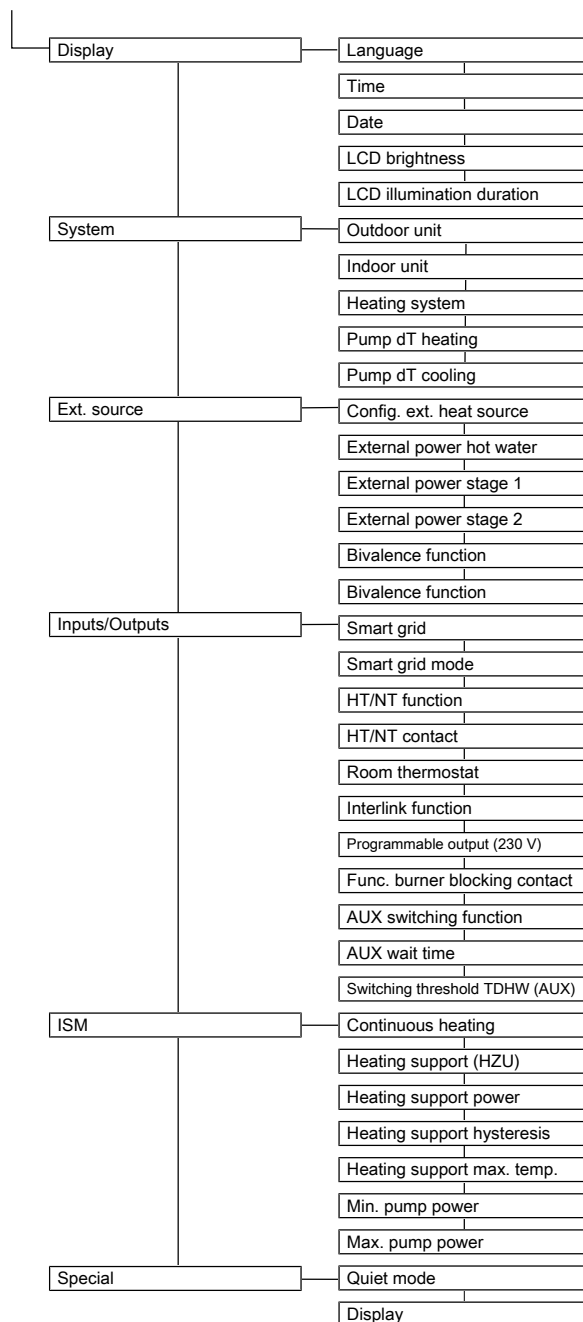 Display
Language
Time
Date
LCD brightness
LCD illumination duration
System
Outdoor unit
Indoor unit
Heating system
Pump dT heating
Pump dT cooling
Ext. source
Config. ext. heat source
External power hot water
External power stage 1
External power stage 2
Bivalence function
Bivalence function
Inputs/Outputs
Smart grid
Smart grid mode
HT/NT function
HT/NT contact
Room thermostat
Interlink function
Programmable output (230 V)
Func. burner blocking contact
AUX switching function
AUX wait time
Switching threshold TDHW (AUX)
ISM
Continuous heating
Heating support (HZU)
Heating support power
Heating support hysteresis
Heating support max. temp.
Min. pump power
Max. pump power
Special
Quiet mode
Display